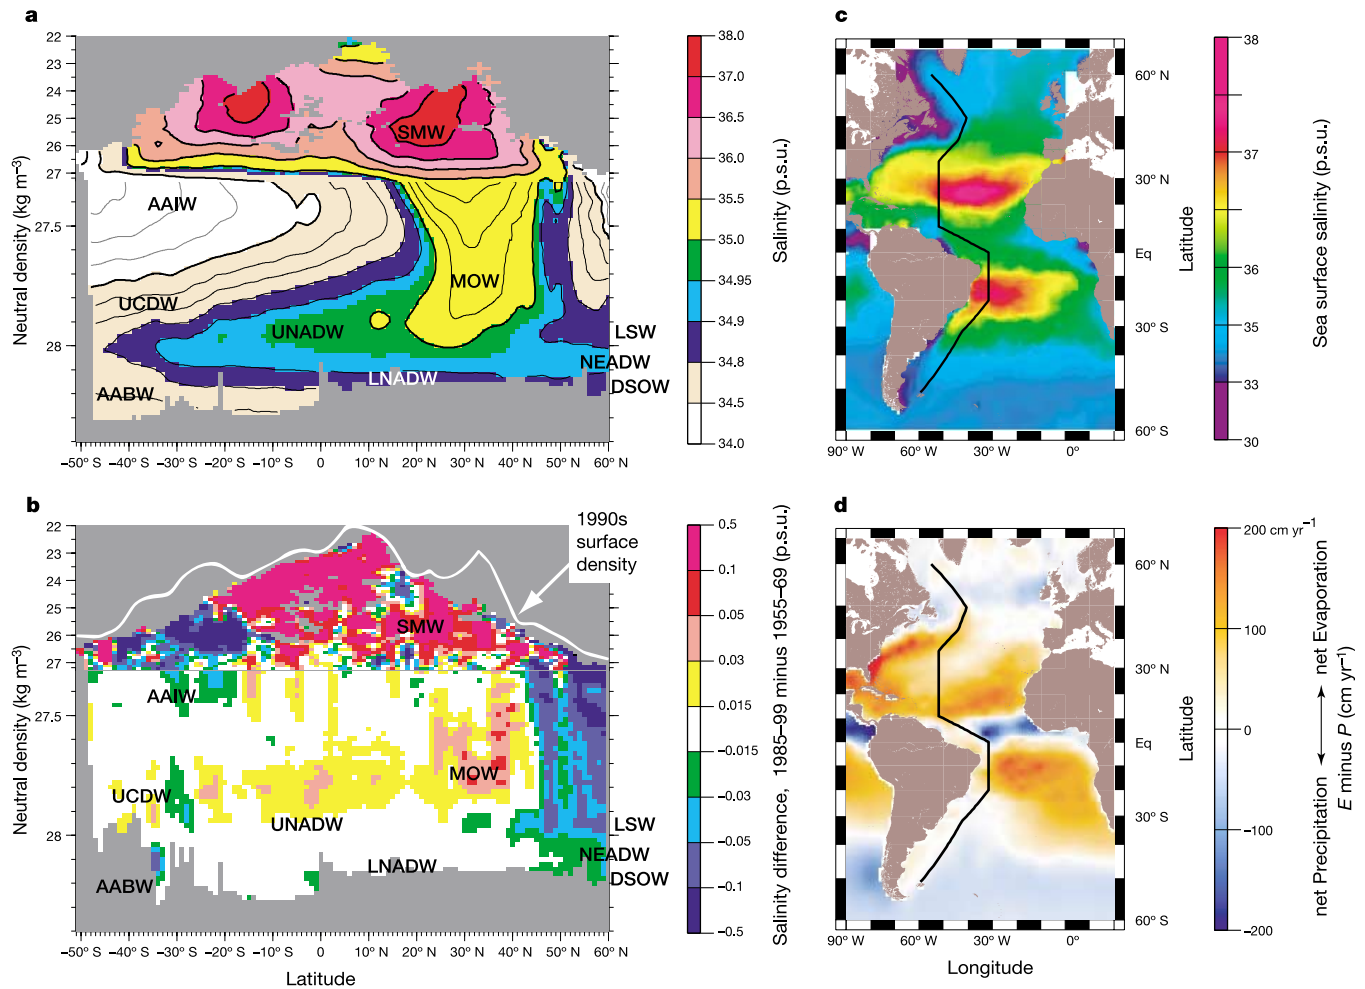 a
22
23
24
25
26
27
27.5
28
Neutral density (kg m⁻³)
SMW
AAIW
MOW
UCDW
UNADW
LSW
NEADW
LNADW
DSOW
AABW
−50° S −40° S −30° S −20° S −10° S 0 10° N 20° N 30° N 40° N 50° N 60° N
38.0
37.0
36.5
36.0
35.5
35.0
34.95
34.9
34.8
34.5
34.0
Salinity (p.s.u.)
c
60° N
30° N
Eq
30° S
60° S
Latitude
90° W 60° W 30° W 0°
38
37
36
35
33
30
Sea surface salinity (p.s.u.)
b
1990s
surface
density
22
23
24
25
26
27
27.5
28
Neutral density (kg m⁻³)
SMW
AAIW
MOW
UCDW
UNADW
LSW
NEADW
LNADW
DSOW
AABW
−50° S −40° S −30° S −20° S −10° S 0 10° N 20° N 30° N 40° N 50° N 60° N
Latitude
0.5
0.1
0.05
0.03
0.015
−0.015
−0.03
−0.05
−0.1
−0.5
Salinity difference, 1985–99 minus 1955–69 (p.s.u.)
d
60° N
30° N
Eq
30° S
60° S
Latitude
90° W 60° W 30° W 0°
Longitude
200 cm yr⁻¹
100
0
−100
−200
net Precipitation ⟷ net Evaporation
E minus P (cm yr⁻¹)